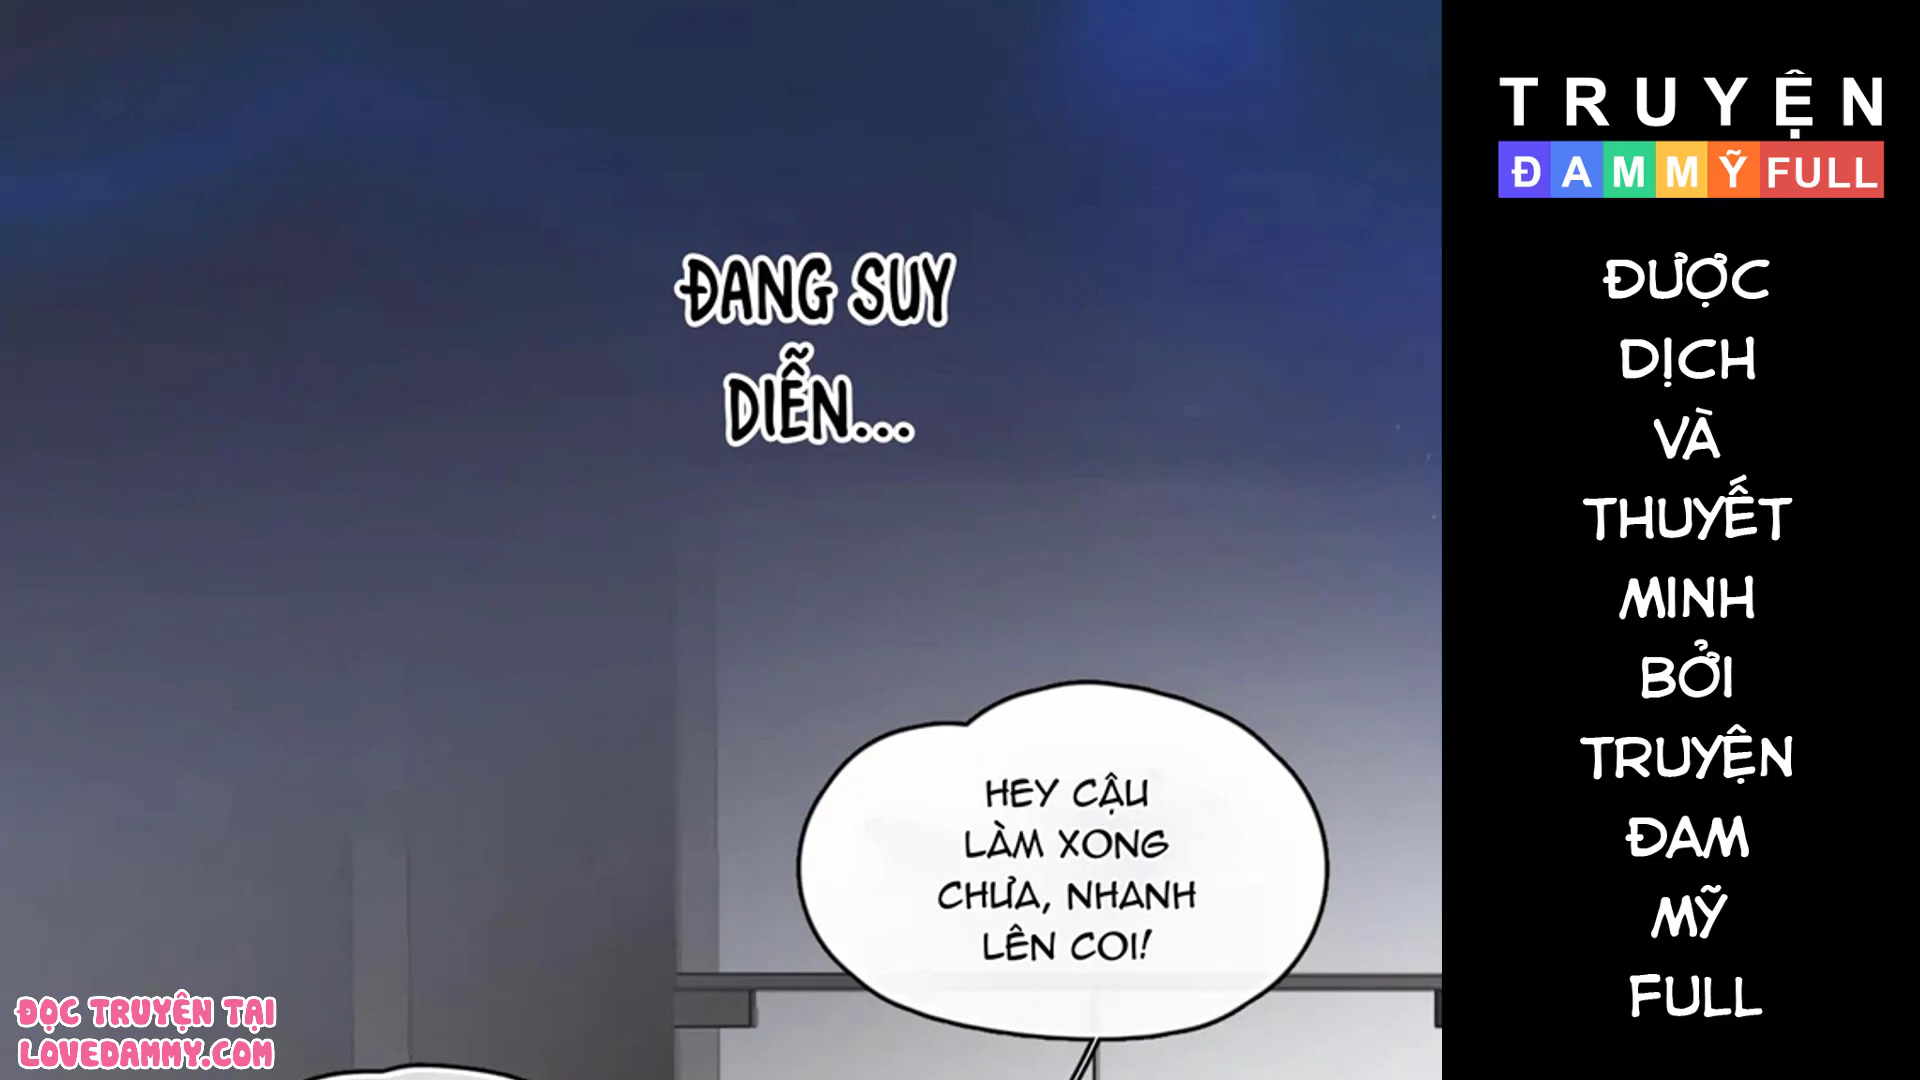 ĐANG SUY
DIỄN...
HEY CẬU
LÀM XONG
CHƯA, NHANH
LÊN COI!
ĐỌC TRUYỆN TẠI
LOVEDAMMY.COM
TRUYỆN
ĐAMMỸFULL
ĐƯỢC
DỊCH
VÀ
THUYẾT
MINH
BỞI
TRUYỆN
ĐAM
MỸ
FULL